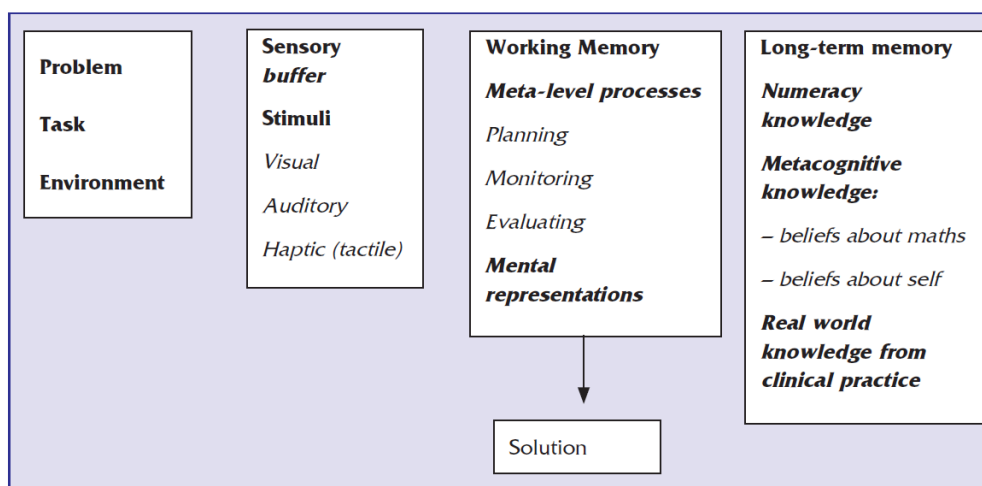 Problem
Task
Environment
Sensory
buffer
Stimuli
Visual
Auditory
Haptic (tactile)
Working Memory
Meta-level processes
Planning
Monitoring
Evaluating
Mental
representations
Long-term memory
Numeracy
knowledge
Metacognitive
knowledge:
– beliefs about maths
– beliefs about self
Real world
knowledge from
clinical practice
Solution